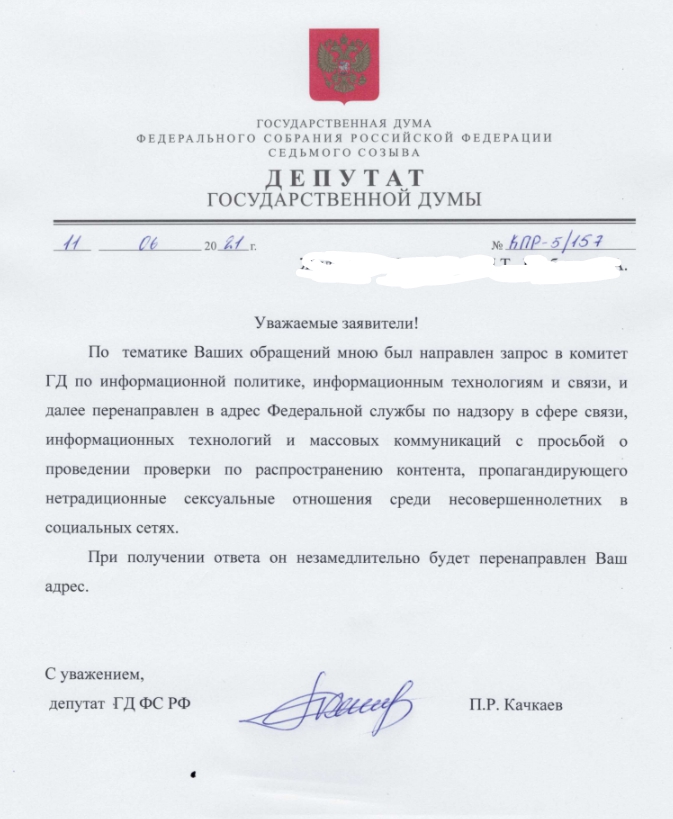 ГОСУДАРСТВЕННАЯ ДУМА
ФЕДЕРАЛЬНОГО СОБРАНИЯ РОССИЙСКОЙ ФЕДЕРАЦИИ
СЕДЬМОГО СОЗЫВА
ДЕПУТАТ
ГОСУДАРСТВЕННОЙ ДУМЫ
11 06 2021 г. № КПР-5/157
Уважаемые заявители!
По тематике Ваших обращений мною был направлен запрос в комитет
ГД по информационной политике, информационным технологиям и связи, и
далее перенаправлен в адрес Федеральной службы по надзору в сфере связи,
информационных технологий и массовых коммуникаций с просьбой о
проведении проверки по распространению контента, пропагандирующего
нетрадиционные сексуальные отношения среди несовершеннолетних в
социальных сетях.
При получении ответа он незамедлительно будет перенаправлен Ваш
адрес.
С уважением,
депутат ГД ФС РФ П.Р. Качкаев